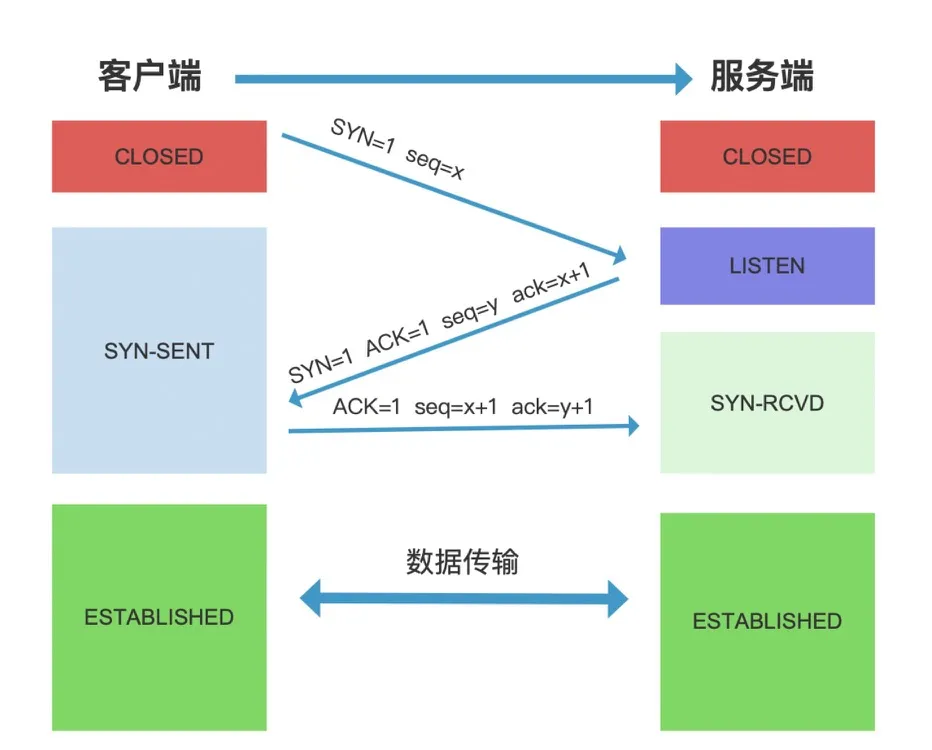 客户端
服务端
CLOSED
SYN=1 seq=x
CLOSED
LISTEN
SYN=1 ACK=1 seq=y ack=x+1
SYN-SENT
ACK=1 seq=x+1 ack=y+1
SYN-RCVD
数据传输
ESTABLISHED
ESTABLISHED